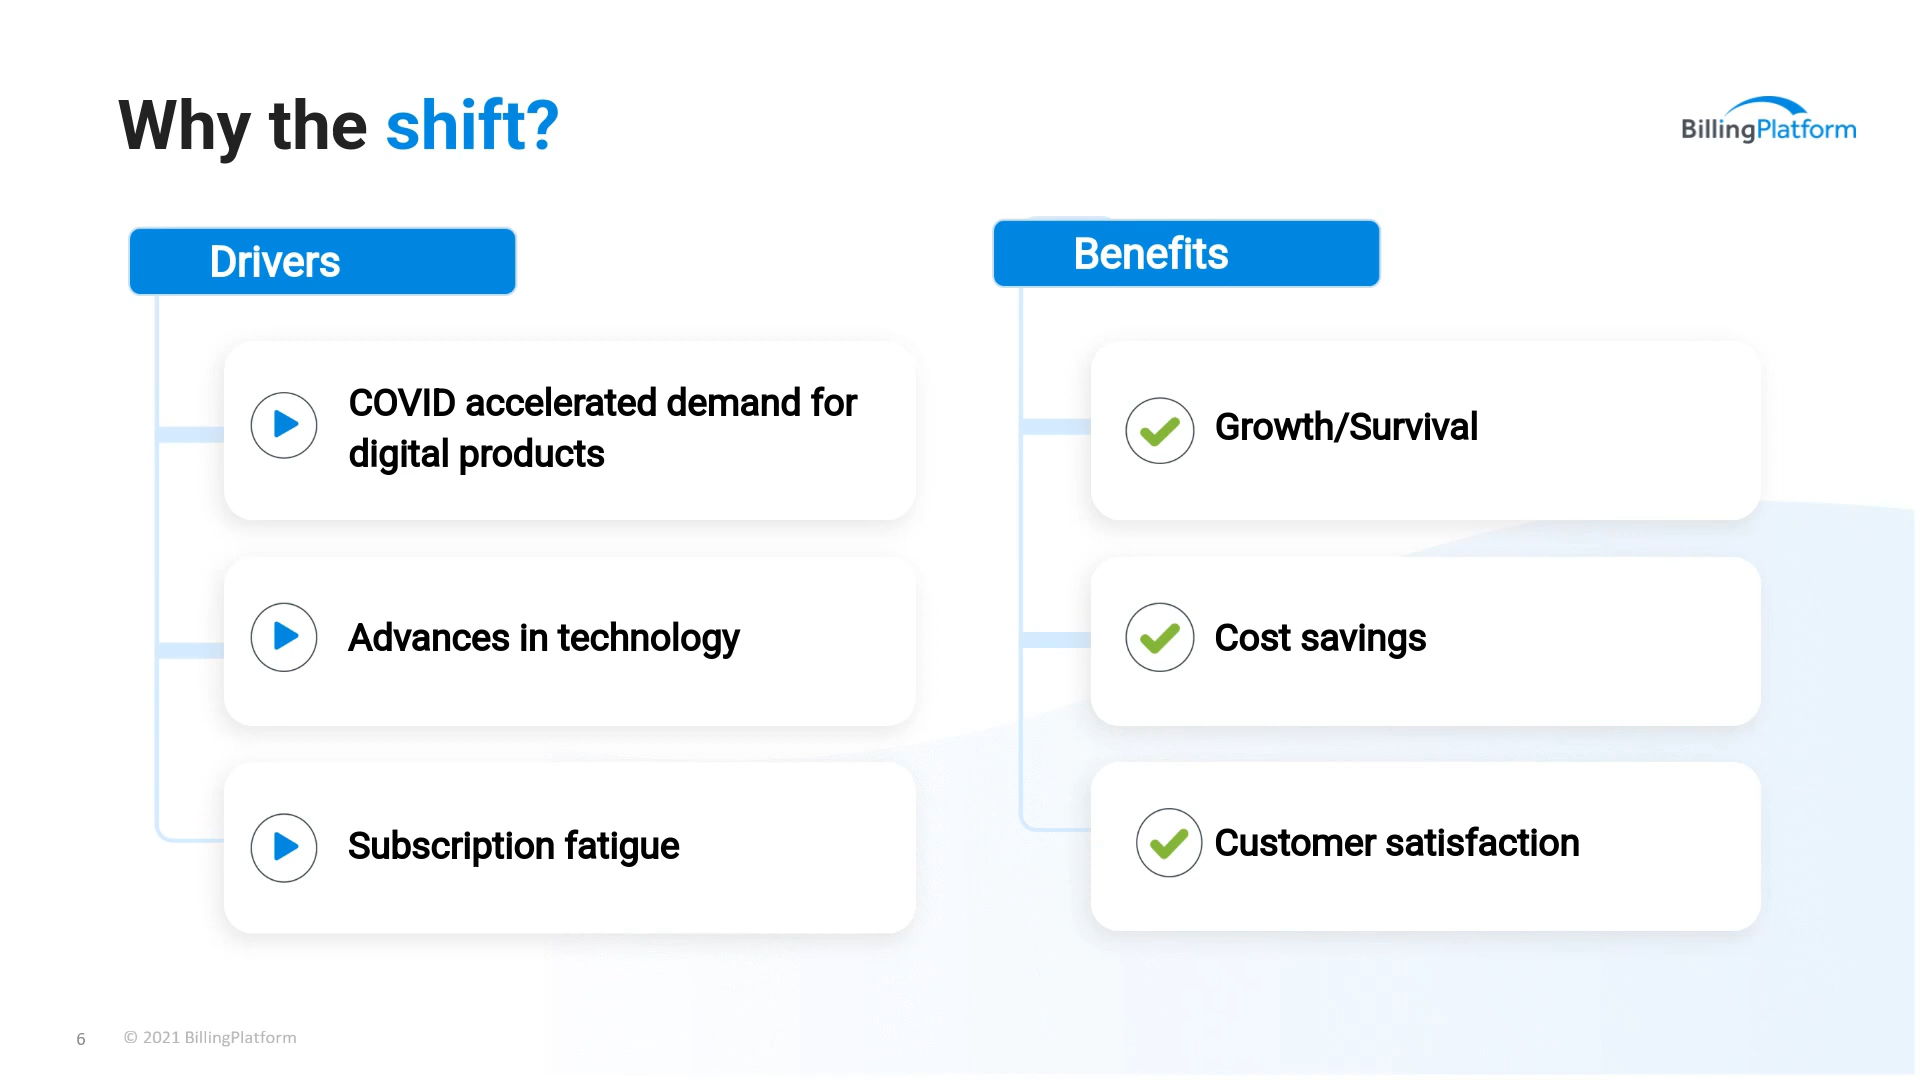 Why the shift?
BillingPlatform
Drivers
COVID accelerated demand for
digital products
Advances in technology
Subscription fatigue
Benefits
Growth/Survival
Cost savings
Customer satisfaction
6
© 2021 BillingPlatform